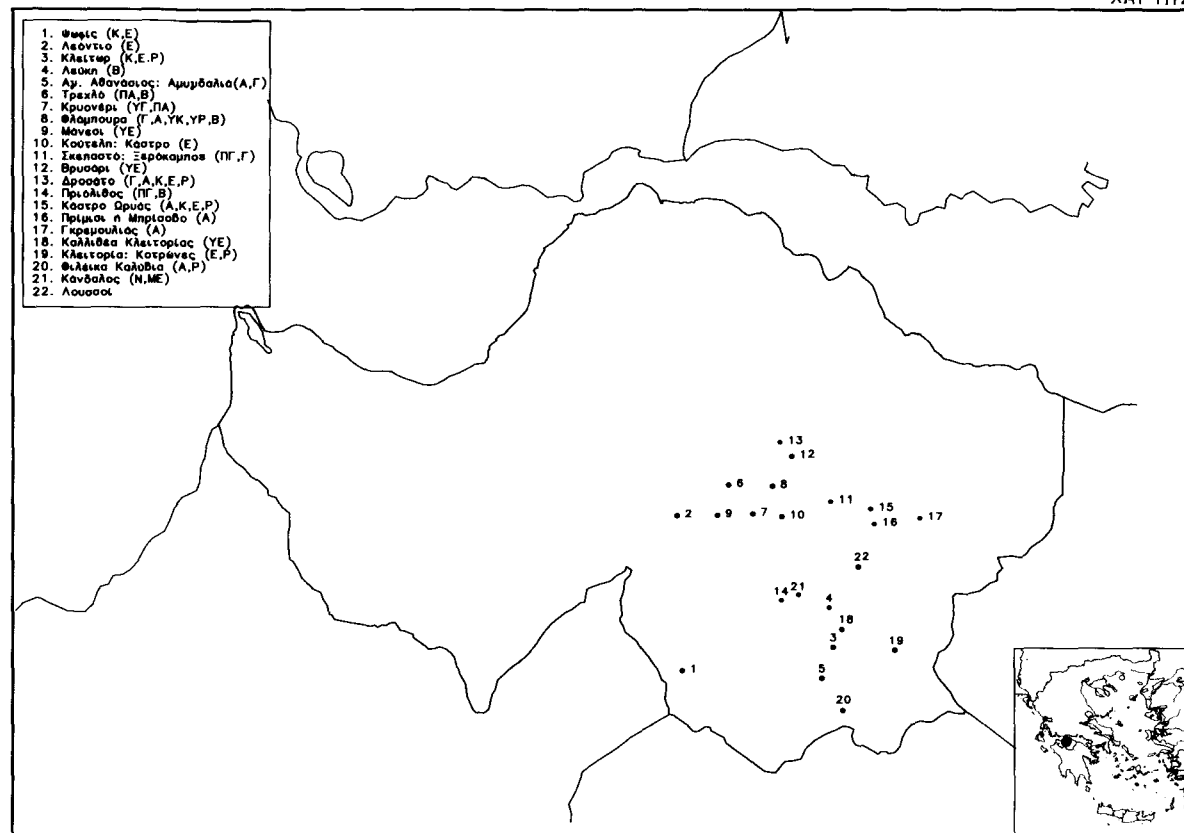 1. Ψωφίς (Κ,Ε)
2. Λεόντιο (Ε)
3. Κλείτωρ (Κ,Ε.Ρ)
4. Λεύκη (Β)
5. Αγ. Αθανάσιος: Αμυγδαλιά(Α,Γ)
6. Τρεχλό (ΠΑ,Β)
7. Κρυονέρι (ΥΓ,ΠΑ)
8. Φλάμπουρα (Γ,Α,ΥΚ,ΥΡ,Β)
9. Μάνεσι (ΥΕ)
10. Κούτελη: Κάστρο (Ε)
11. Σκεπαστό: Ξερόκαμπος (ΠΓ,Γ)
12. Βρυσάρι (ΥΕ)
13. Δροσάτο (Γ,Α,Κ,Ε,Ρ)
14. Πριόλιθος (ΠΓ,Β)
15. Κάστρο Ωρυάς (Α,Κ,Ε,Ρ)
16. Πρίμισι ή Μπρίσοβο (Α)
17. Γκρεμουλιάς (Α)
18. Καλλιθέα Κλειτορίας (ΥΕ)
19. Κλειτορία: Κοτρώνες (Ε,Ρ)
20. Φιλέικα Καλύβια (Α,Ρ)
21. Κάνδαλος (Ν,ΜΕ)
22. Λουσσοί
13
12
6 8
11
15
2 9 7 10
16 17
22
14 21
4
18
3 19
1 5
20